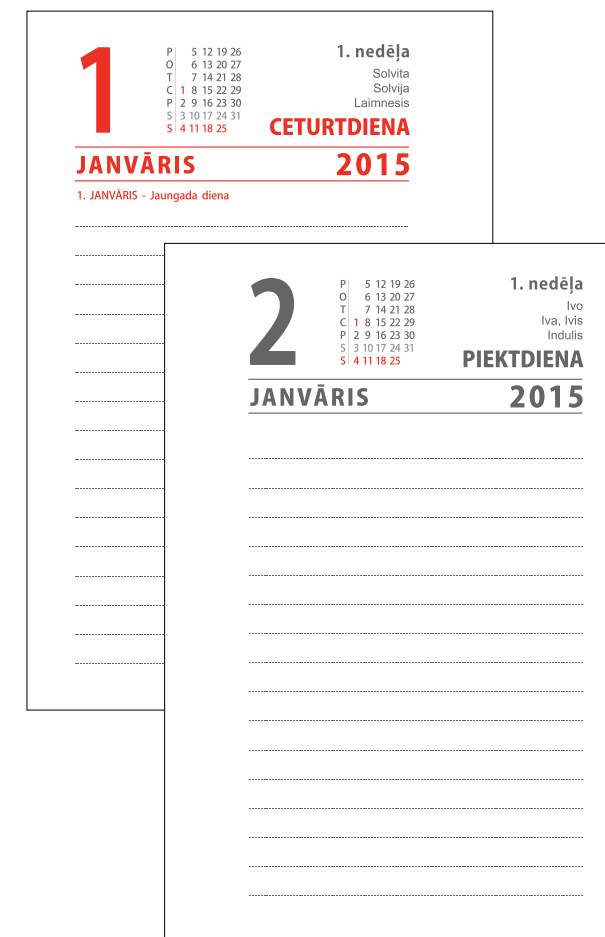 1
P 5 12 19 26
O 6 13 20 27
T 7 14 21 28
C 1 8 15 22 29
P 2 9 16 23 30
S 3 10 17 24 31
S 4 11 18 25
1. nedēļa
Solvita
Solvija
Laimnesis
CETURTDIENA
JANVĀRIS 2015
1. JANVĀRIS - Jaungada diena
2
P 5 12 19 26
O 6 13 20 27
T 7 14 21 28
C 1 8 15 22 29
P 2 9 16 23 30
S 3 10 17 24 31
S 4 11 18 25
1. nedēļa
Ivo
Iva, Ivis
Indulis
PIEKTDIENA
JANVĀRIS 2015